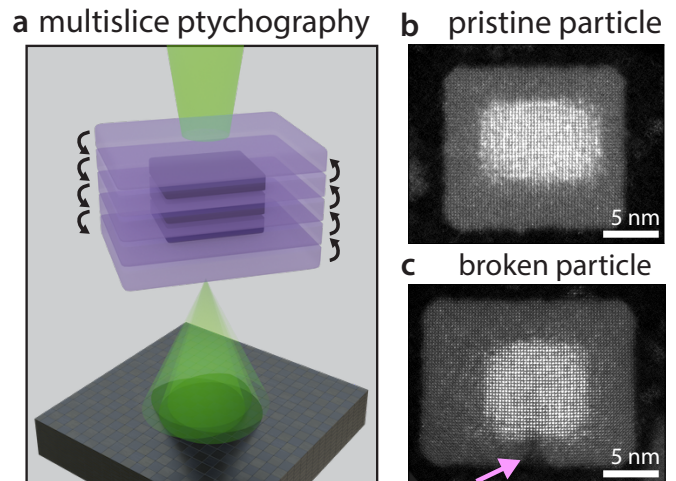 a multislice ptychography
b pristine particle
5 nm
c broken particle
5 nm